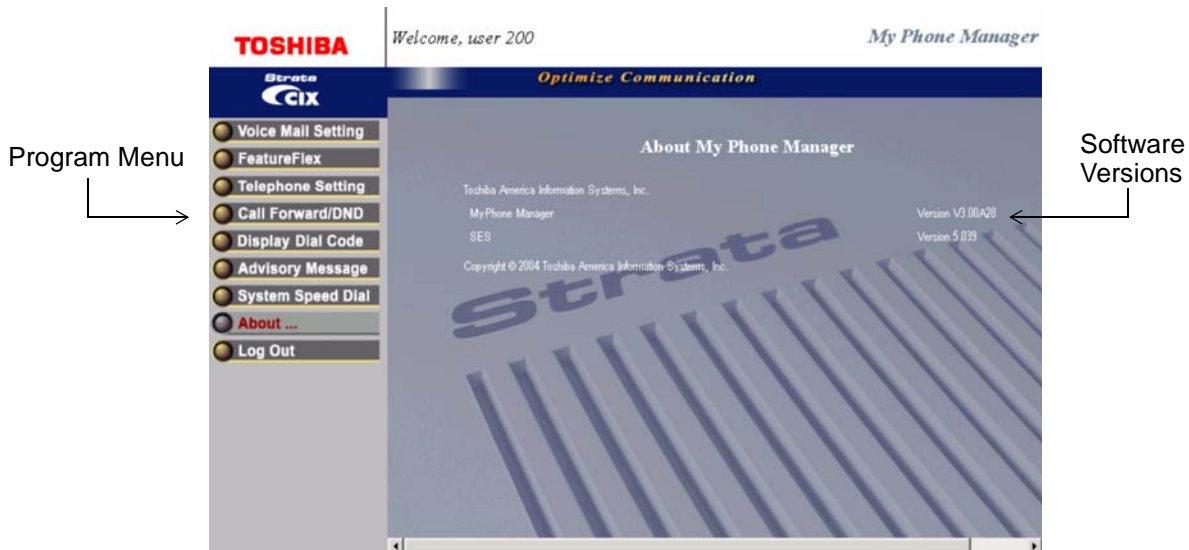 TOSHIBA
Welcome, user 200
My Phone Manager
Strata
CIX
Optimize Communication
Program Menu
Voice Mail Setting
FeatureFlex
Telephone Setting
Call Forward/DND
Display Dial Code
Advisory Message
System Speed Dial
About ...
Log Out
About My Phone Manager
Toshiba America Information Systems, Inc.
MyPhone Manager
Version V3.00A28
SES
Version 5.039
Copyright © 2004 Toshiba America Information Systems, Inc.
Strata
Software
Versions